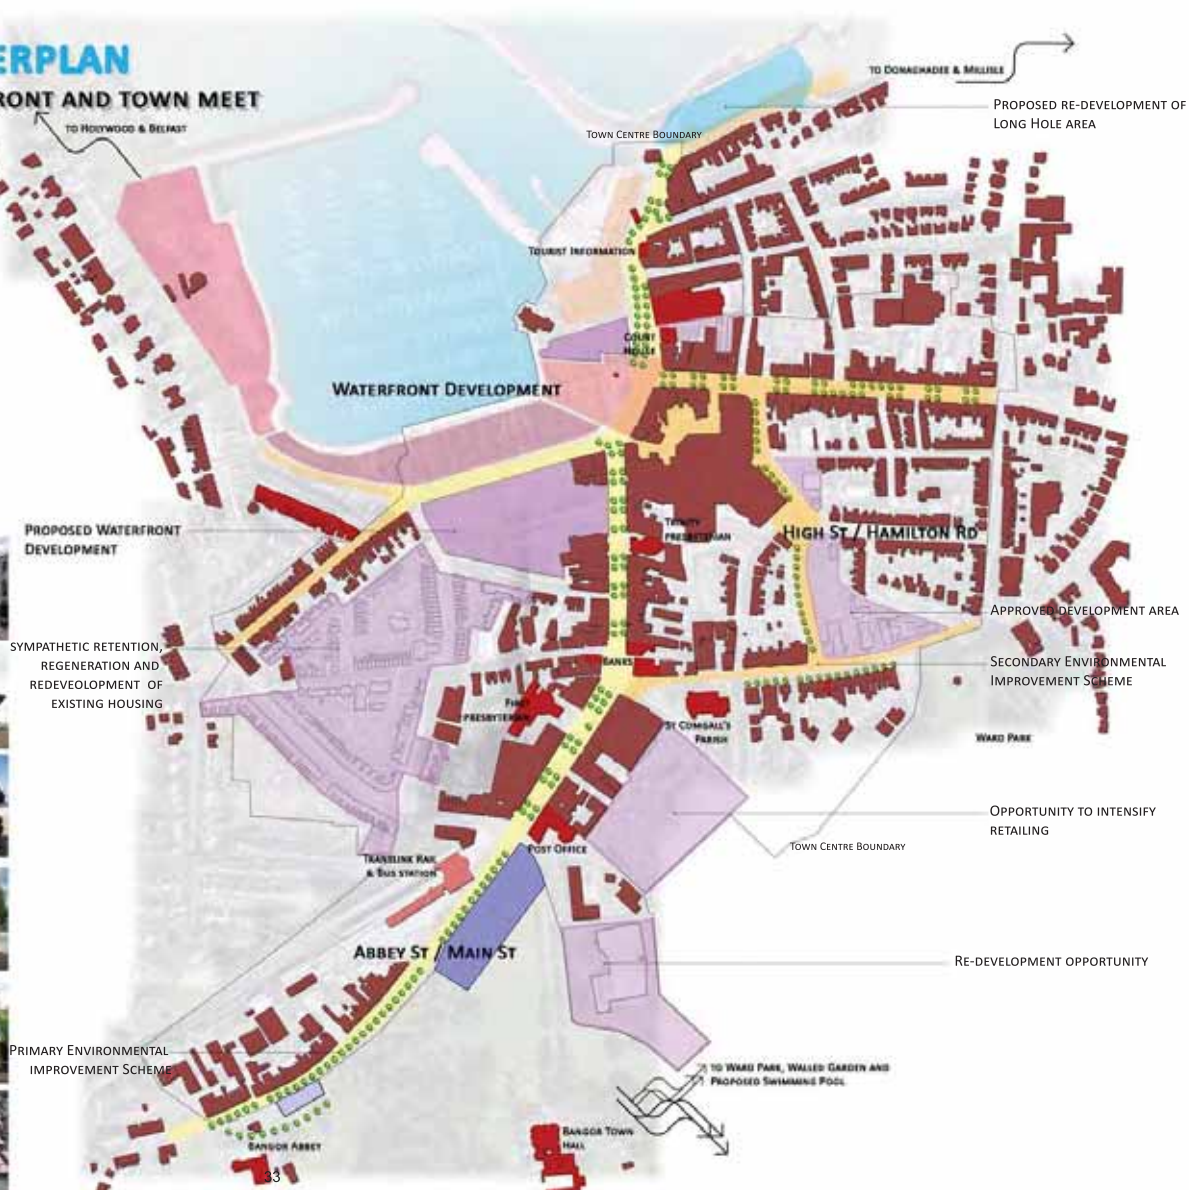 ERPLAN
RONT AND TOWN MEET
TO HOLYWOOD & BELFAST
TO DONAGHADEE & MILLISLE
PROPOSED RE-DEVELOPMENT OF
LONG HOLE AREA
TOWN CENTRE BOUNDARY
TOURIST INFORMATION
COURT
HOUSE
WATERFRONT DEVELOPMENT
PROPOSED WATERFRONT
DEVELOPMENT
TRINITY
PRESBYTERIAN
HIGH ST / HAMILTON RD
APPROVED DEVELOPMENT AREA
SYMPATHETIC RETENTION,
REGENERATION AND
REDEVEOLOPMENT OF
EXISTING HOUSING
BANKS
SECONDARY ENVIRONMENTAL
IMPROVEMENT SCHEME
FIRST
PRESBYTERIAN
ST COMGALL'S
PARISH
WARD PARK
OPPORTUNITY TO INTENSIFY
RETAILING
TOWN CENTRE BOUNDARY
POST OFFICE
TRANSLINK RAIL
& BUS STATION
ABBEY ST / MAIN ST
RE-DEVELOPMENT OPPORTUNITY
PRIMARY ENVIRONMENTAL
IMPROVEMENT SCHEME
TO WARD PARK, WALLED GARDEN AND
PROPOSED SWIMMING POOL
BANGOR TOWN
HALL
BANGOR ABBEY
33